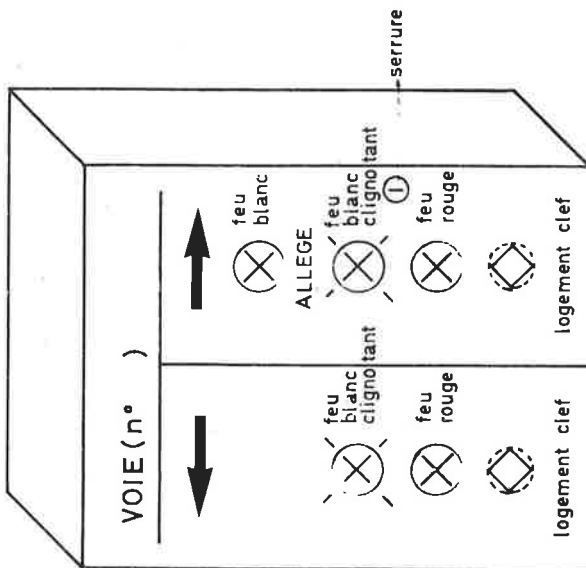 VOIE (n° )
feu
blanc
clignotant
feu
rouge
logement clef
feu
blanc
ALLEGE
feu
blanc
clignotant
1
feu
rouge
logement clef
serrure